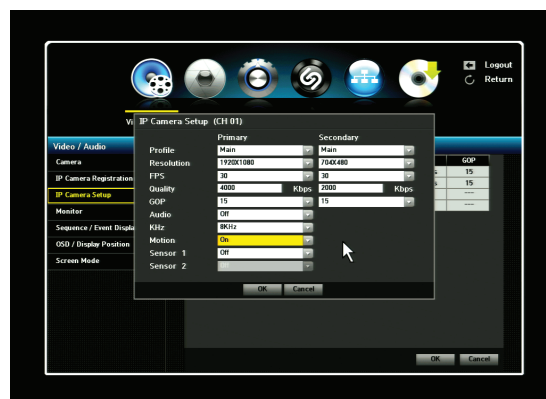 Logout
Return
Vi
IP Camera Setup (CH 01)
Primary Secondary
Video / Audio
Camera
IP Camera Registration
IP Camera Setup
Monitor
Sequence / Event Displa
OSD / Display Position
Screen Mode
Profile Main Main
Resolution 1920X1080 704X480
FPS 30 30
Quality 4000 Kbps 2000 Kbps
GOP 15 15
Audio Off
KHz 8KHz
Motion On
Sensor 1 Off
Sensor 2
OK Cancel
GOP
s 15
s 15
----
----
OK Cancel